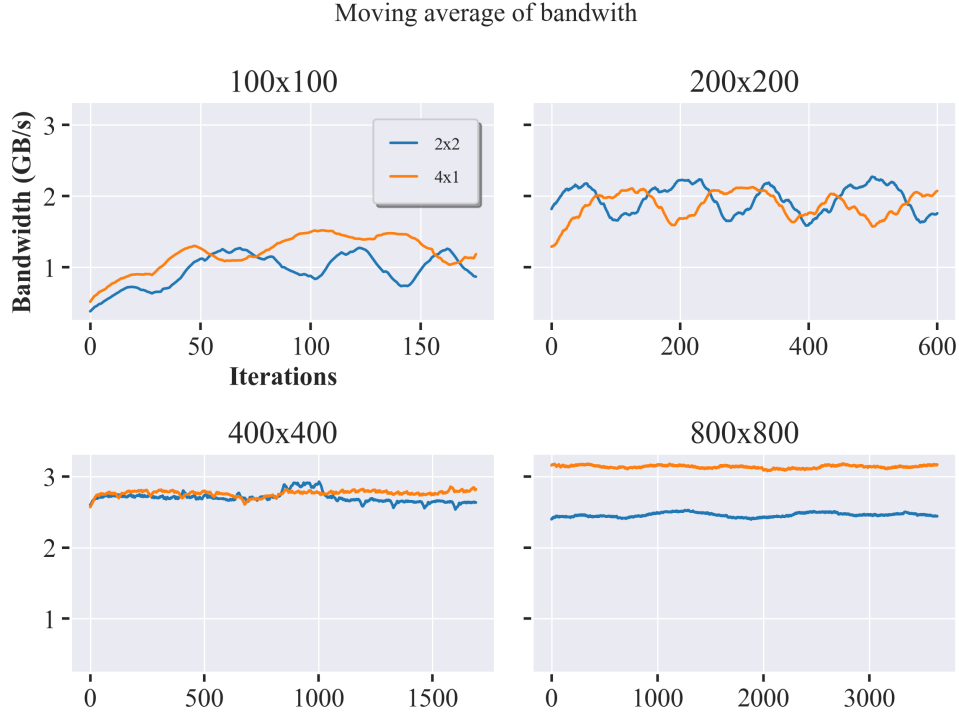 Moving average of bandwith
100x100
200x200
Bandwidth (GB/s)
3
2
1
2x2
4x1
0 50 100 150
0 200 400 600
Iterations
400x400
800x800
3
2
1
0 500 1000 1500
0 1000 2000 3000